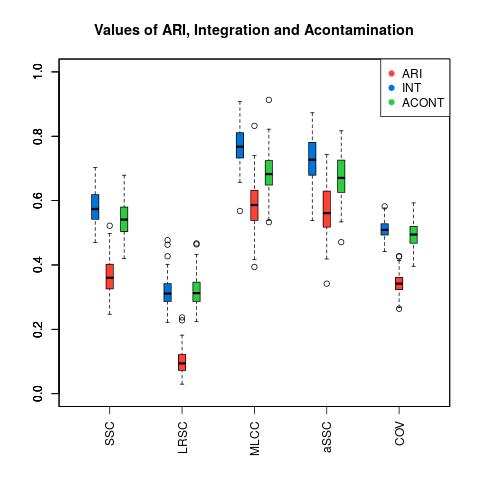 Values of ARI, Integration and Acontamination
ARI
INT
ACONT
1.0
0.8
0.6
0.4
0.2
0.0
SSC
LRSC
MLCC
aSSC
COV